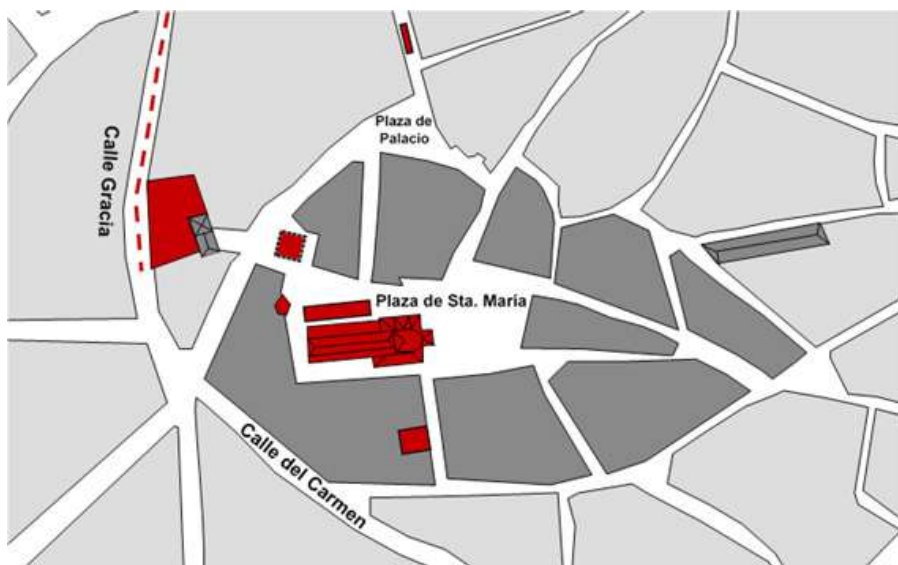 Plaza de
Palacio
Calle Gracia
Plaza de Sta. María
Calle del Carmen